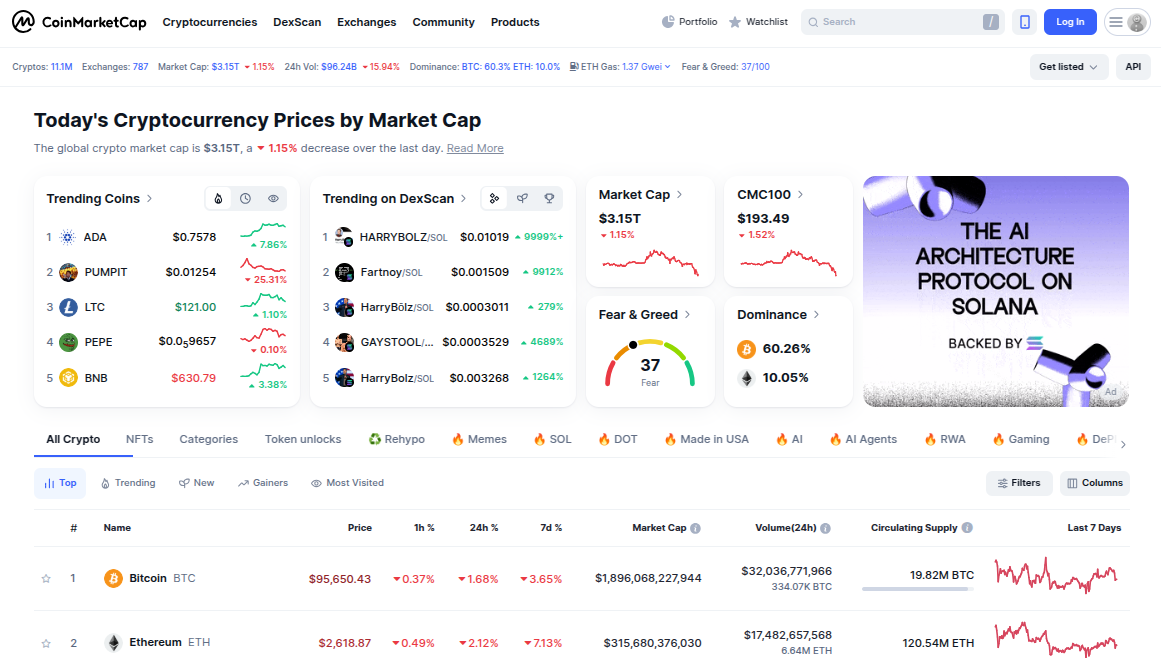 CoinMarketCap Cryptocurrencies DexScan Exchanges Community Products Portfolio Watchlist Search / Log In
Cryptos: 11.1M Exchanges: 787 Market Cap: $3.15T 1.15% 24h Vol: $96.24B 15.94% Dominance: BTC: 60.3% ETH: 10.0% ETH Gas: 1.37 Gwei Fear & Greed: 37/100 Get listed API
Today's Cryptocurrency Prices by Market Cap
The global crypto market cap is $3.15T, a 1.15% decrease over the last day. Read More
Trending Coins
1 ADA $0.7578 7.86%
2 PUMPIT $0.01254 25.31%
3 LTC $121.00 1.10%
4 PEPE $0.0₅9657 0.10%
5 BNB $630.79 3.38%
Trending on DexScan
1 HARRYBOLZ/SOL $0.01019 9999%+
2 Fartnoy/SOL $0.001509 9912%
3 HarryBölz/SOL $0.0003011 279%
4 GAYSTOOL/... $0.0003529 4689%
5 HarryBolz/SOL $0.003268 1264%
Market Cap
$3.15T
1.15%
CMC100
$193.49
1.52%
Fear & Greed
37
Fear
Dominance
60.26%
10.05%
THE AI
ARCHITECTURE
PROTOCOL ON
SOLANA
BACKED BY
Ad
All Crypto NFTs Categories Token unlocks Rehypo Memes SOL DOT Made in USA AI AI Agents RWA Gaming
Top Trending New Gainers Most Visited Filters Columns
# Name Price 1h % 24h % 7d % Market Cap Volume(24h) Circulating Supply Last 7 Days
1 Bitcoin BTC $95,650.43 0.37% 1.68% 3.65% $1,896,068,227,944 $32,036,771,966 19.82M BTC
334.07K BTC
2 Ethereum ETH $2,618.87 0.49% 2.12% 7.13% $315,680,376,030 $17,482,657,568 120.54M ETH
6.64M ETH